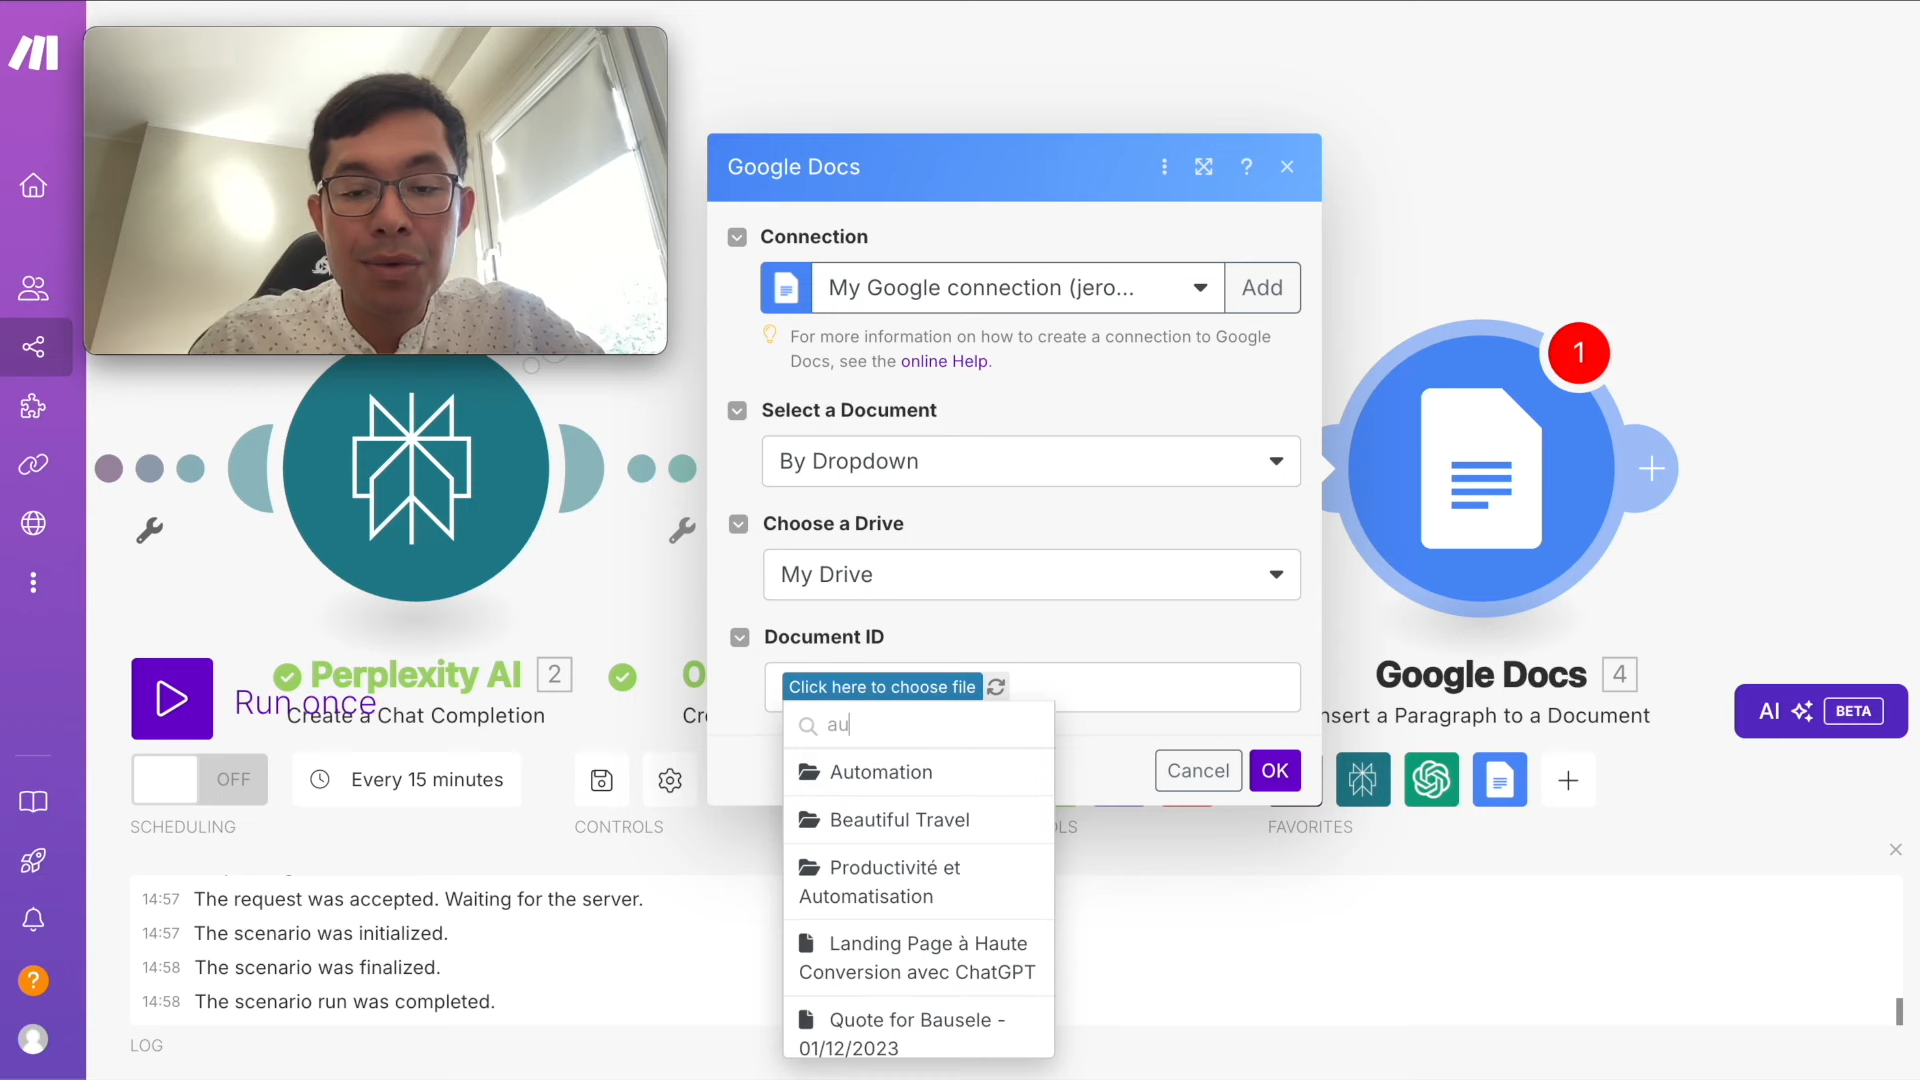 Google Docs
?
Connection
My Google connection (jero...
Add
For more information on how to create a connection to Google
Docs, see the online Help.
Select a Document
By Dropdown
Choose a Drive
My Drive
Document ID
Click here to choose file
au
Automation
Beautiful Travel
Productivité et
Automatisation
Landing Page à Haute
Conversion avec ChatGPT
Quote for Bausele -
01/12/2023
Cancel
OK
1
Perplexity AI
2
Create a Chat Completion
Google Docs
4
nsert a Paragraph to a Document
Run once
AI
BETA
OFF
Every 15 minutes
SCHEDULING
CONTROLS
FAVORITES
14:57 The request was accepted. Waiting for the server.
14:57 The scenario was initialized.
14:58 The scenario was finalized.
14:58 The scenario run was completed.
LOG
?